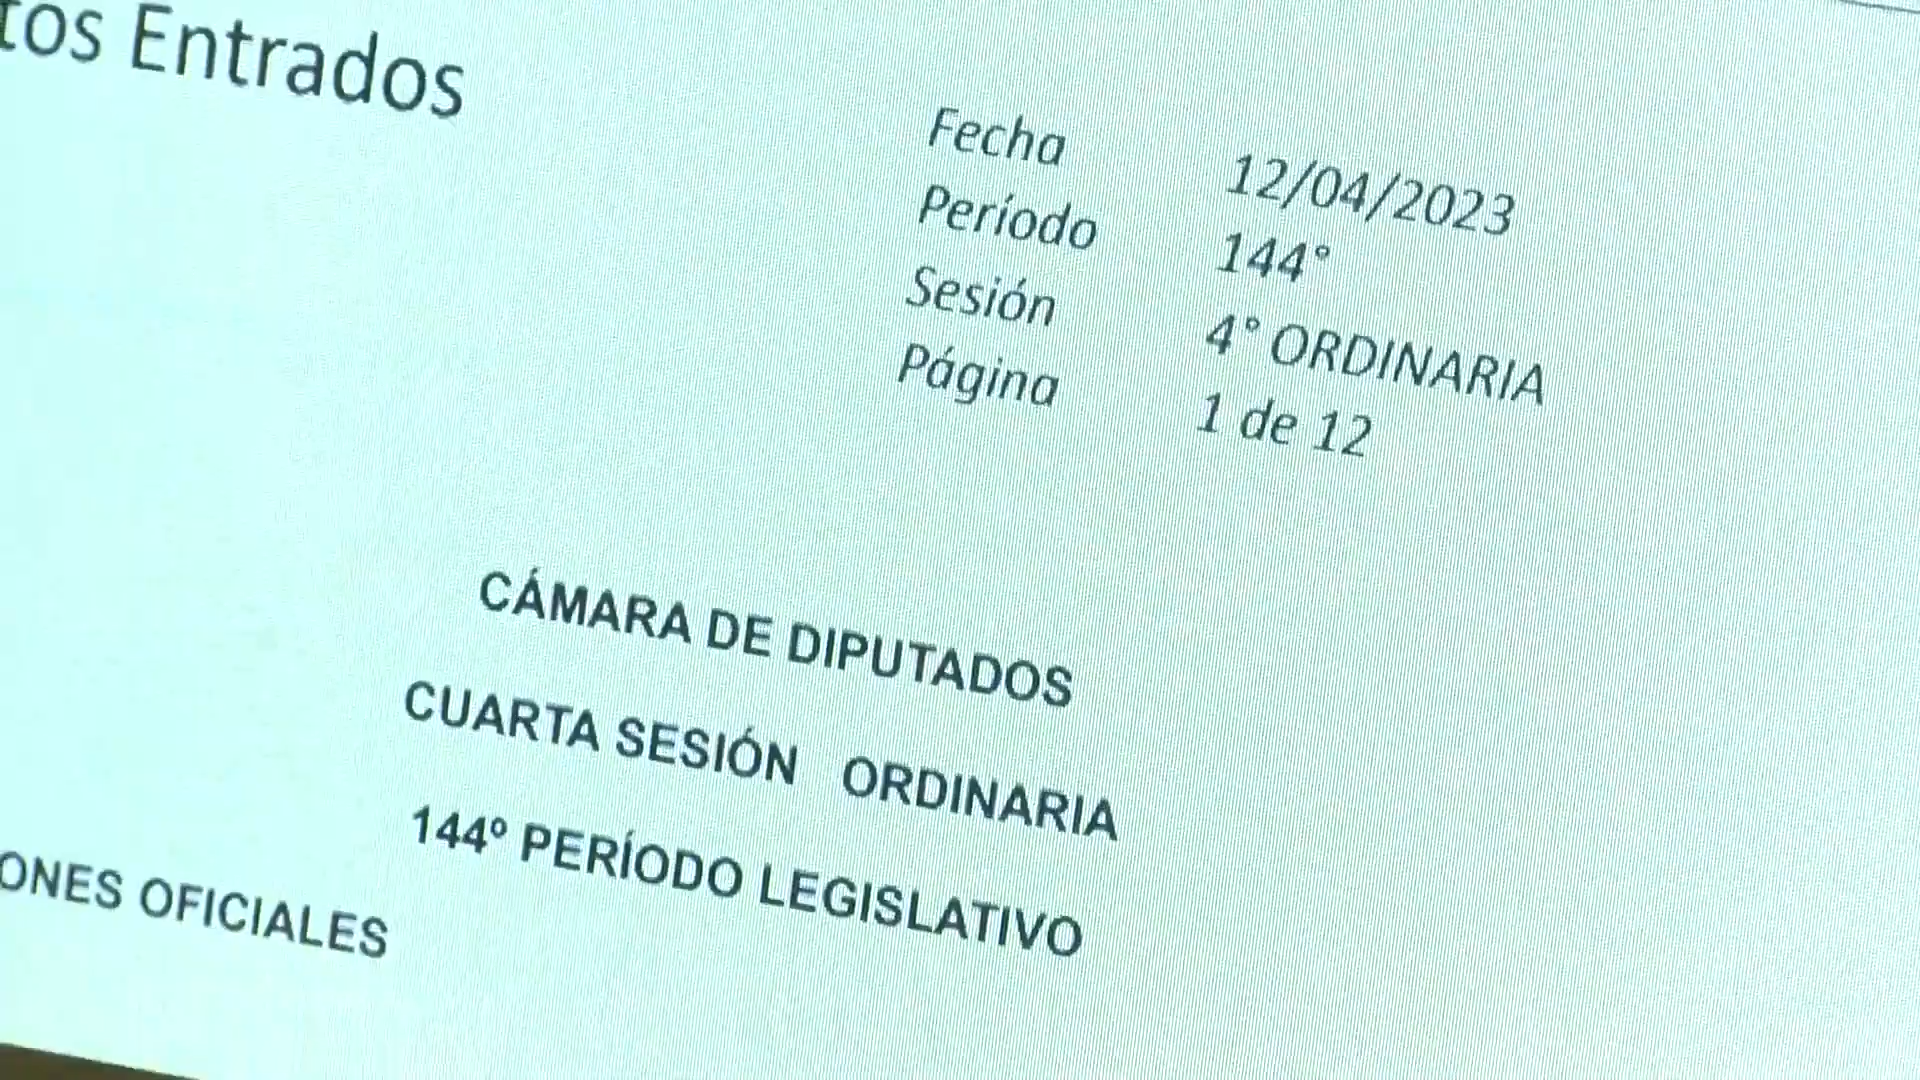 tos Entrados
Fecha 12/04/2023
Período 144°
Sesión 4° ORDINARIA
Página 1 de 12
CÁMARA DE DIPUTADOS
CUARTA SESIÓN ORDINARIA
144º PERÍODO LEGISLATIVO
ONES OFICIALES